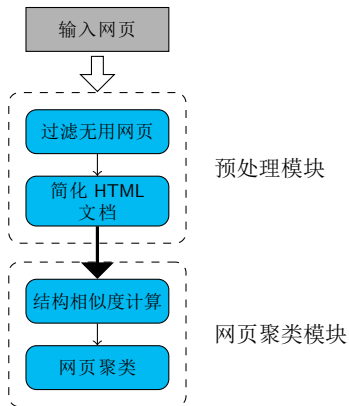 输入网页
过滤无用网页
简化 HTML
文档
预处理模块
结构相似度计算
网页聚类
网页聚类模块